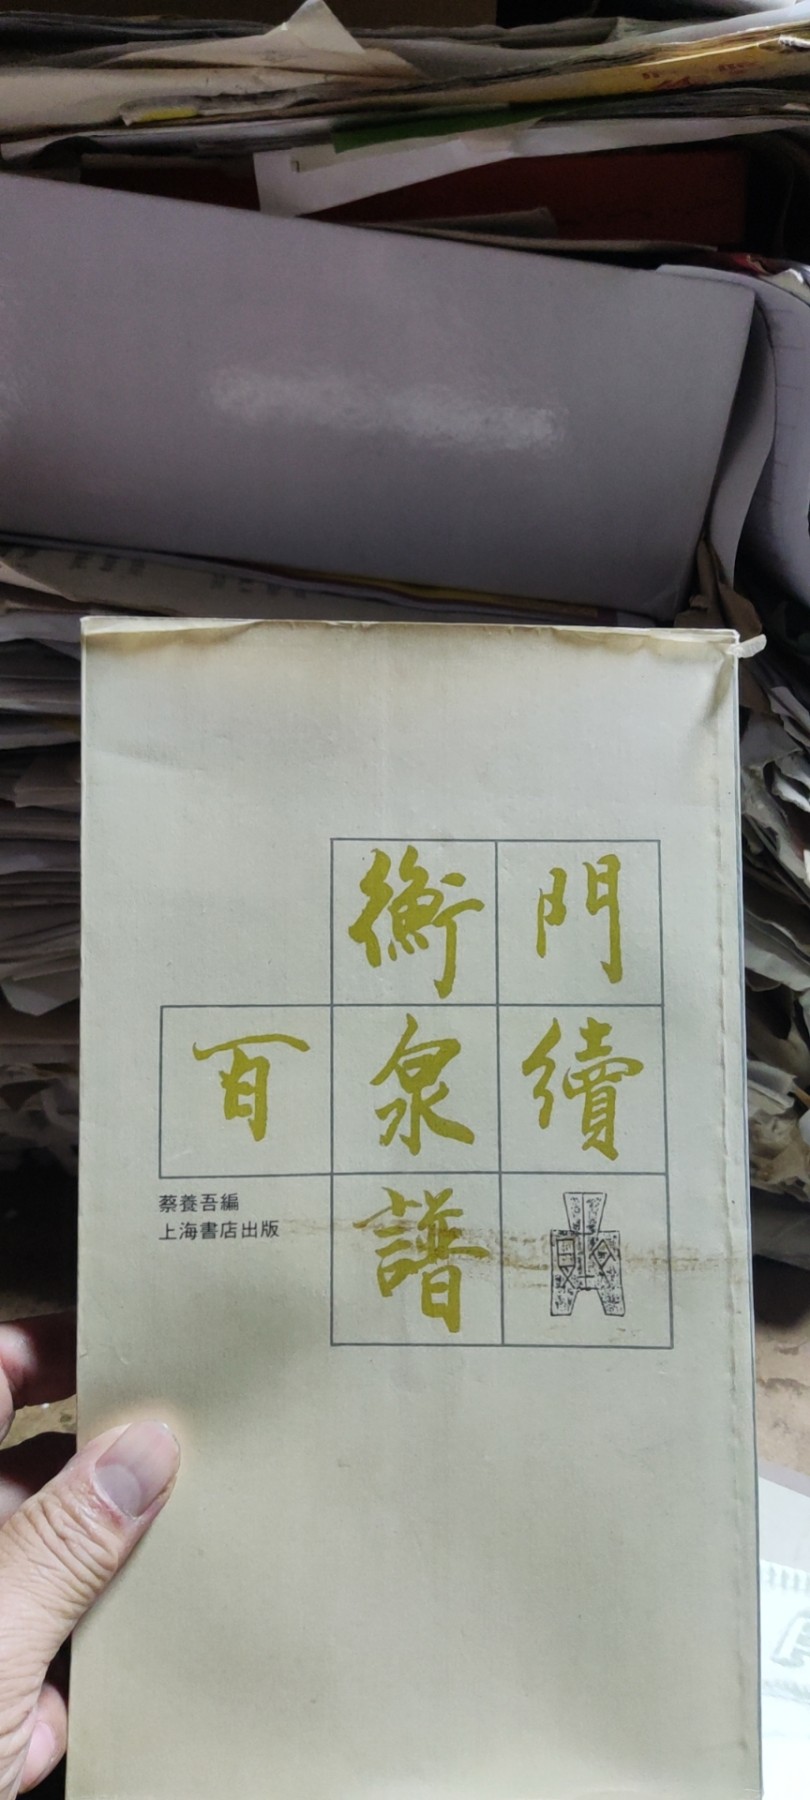 衡門
百泉續
譜
蔡養吾編
上海書店出版